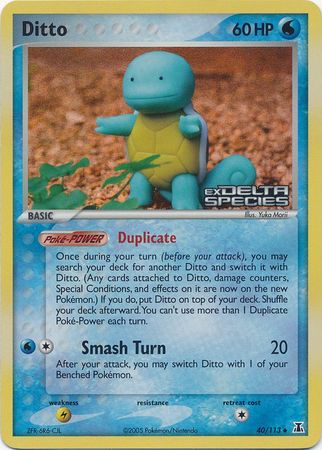 Ditto 60 HP
ex DELTA
SPECIES
BASIC
Illus. Yuka Morii
Poké-POWER Duplicate
Once during your turn (before your attack), you may
search your deck for another Ditto and switch it with
Ditto. (Any cards attached to Ditto, damage counters,
Special Conditions, and effects on it are now on the new
Pokémon.) If you do, put Ditto on top of your deck. Shuffle
your deck afterward. You can't use more than 1 Duplicate
Poké-Power each turn.
Smash Turn 20
After your attack, you may switch Ditto with 1 of
your Benched Pokémon.
weakness resistance retreat cost
ZFR 6R6 CJL ©2005 Pokémon/Nintendo 40/113